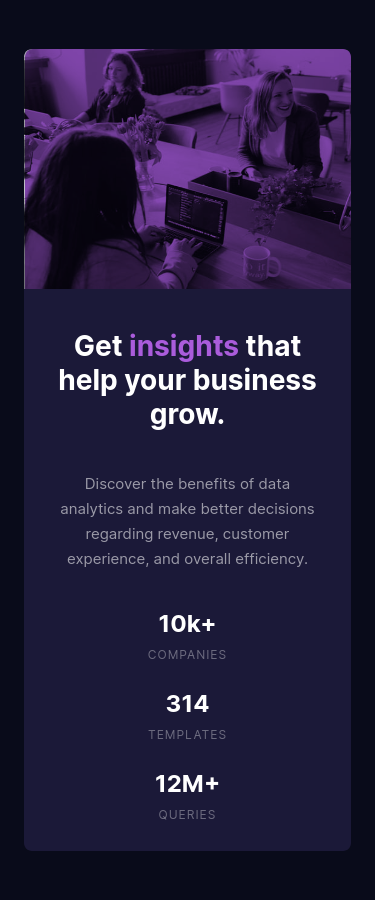 Get insights that
help your business
grow.
Discover the benefits of data
analytics and make better decisions
regarding revenue, customer
experience, and overall efficiency.
10k+
COMPANIES
314
TEMPLATES
12M+
QUERIES